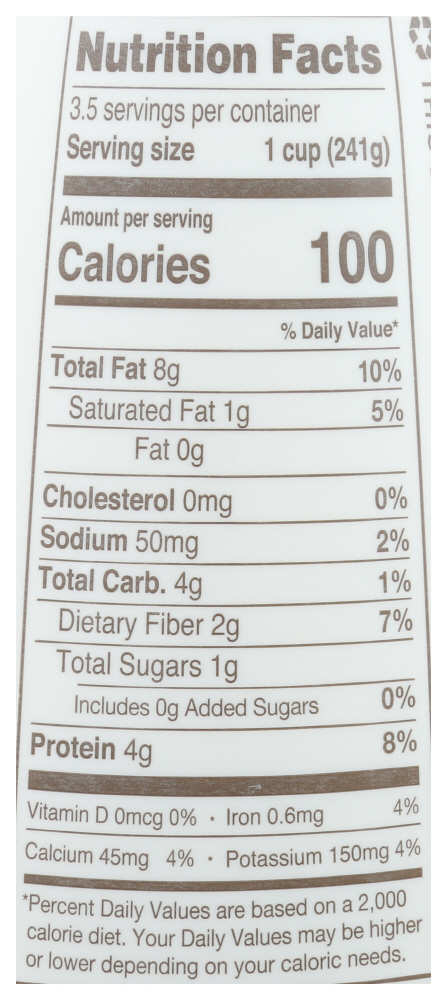 Nutrition Facts
3.5 servings per container
Serving size 1 cup (241g)
Amount per serving
Calories 100
% Daily Value*
Total Fat 8g 10%
Saturated Fat 1g 5%
Fat 0g
Cholesterol 0mg 0%
Sodium 50mg 2%
Total Carb. 4g 1%
Dietary Fiber 2g 7%
Total Sugars 1g
Includes 0g Added Sugars 0%
Protein 4g 8%
Vitamin D 0mcg 0% • Iron 0.6mg 4%
Calcium 45mg 4% • Potassium 150mg 4%
*Percent Daily Values are based on a 2,000
calorie diet. Your Daily Values may be higher
or lower depending on your caloric needs.